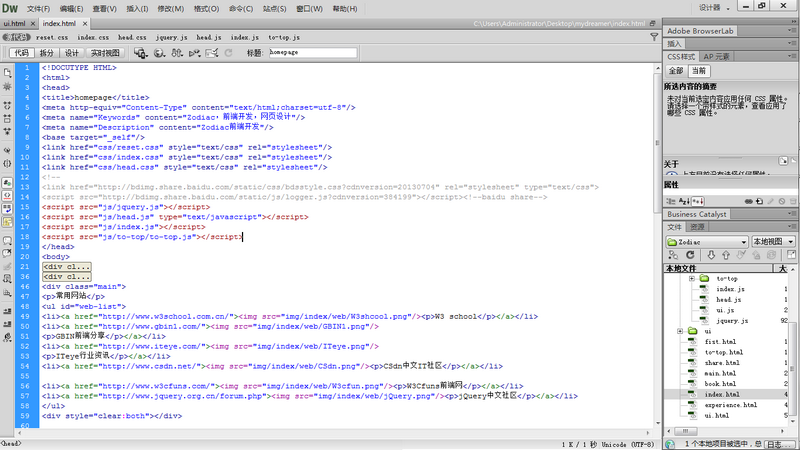 Dw 文件(F) 编辑(E) 查看(V) 插入(I) 修改(M) 格式(O) 命令(C) 站点(S) 窗口(W) 帮助(H) 设计器
ui.html × index.html × C:\Users\Administrator\Desktop\mydreamer\index.html
源代码 reset.css index.css head.css jquery.js head.js index.js to-top.js
代码 拆分 设计 实时视图 标题: homepage
1 <!DOCUTYPE HTML>
2 <html>
3 <head>
4 <title>homepage</title>
5 <meta http-equiv="Content-Type" content="text/html;charset=utf-8"/>
6 <meta name="Keywords" content="Zodiac, 前端开发, 网页设计"/>
7 <meta name="Description" content="Zodiac前端开发"/>
8 <base target="_self"/>
9 <link href="css/reset.css" style="text/css" rel="stylesheet"/>
10 <link href="css/index.css" style="text/css" rel="stylesheet"/>
11 <link href="css/head.css" style="text/css" rel="stylesheet"/>
12 <!--
13 <link href="http://bdimg.share.baidu.com/static/css/bdsstyle.css?cdnversion=20130704" rel="stylesheet" type="text/css">
14 <script src="http://bdimg.share.baidu.com/static/js/logger.js?cdnversion=384199"></script><!--baidu share-->
15 <script src="js/jquery.js"></script>
16 <script src="js/head.js" type="text/javascript"></script>
17 <script src="js/index.js"></script>
18 <script src="js/to-top/to-top.js"></script>
19 </head>
20 <body>
21 <div cl...
36 <div cl...
46 <div class="main">
47 <p>常用网站</p>
48 <ul id="web-list">
49 <li><a href="http://www.w3school.com.cn/"><img src="img/index/web/W3shcool.png"/><p>W3 school</p></a></li>
50 <li><a href="http://www.gbin1.com/"><img src="img/index/web/GBIN1.png"/>
51 <p>GBIN前端分享</p></a></li>
52 <li><a href="http://www.iteye.com/"><img src="img/index/web/ITeye.png"/>
53 <p>ITeye行业资讯</p></a></li>
54 <li><a href="http://www.csdn.net/"><img src="img/index/web/CSdn.png"/><p>CSdn中文IT社区</p></a></li>
55
56 <li><a href="http://www.w3cfuns.com/"><img src="img/index/web/W3cfun.png"/><p>W3Cfuns前端网</p></a></li>
57 <li><a href="http://www.jquery.org.cn/forum.php"><img src="img/index/web/jQuery.png"/><p>jQuery中文社区</p></a></li>
58 </ul>
59 <div style="clear:both"></div>
60
<head> 1 K / 1 秒 Unicode (UTF-8)
Adobe BrowserLab
插入
CSS样式 AP 元素
全部 当前
所选内容的摘要
未对当前选定内容应用任何 CSS 属性。
请选择一个带样式的元素，查看应用了
哪些 CSS 属性。
关于
属性
Business Catalyst
文件 资源
Zodiac 本地视图
本地文件 大
to-top
index.js 1
head.js 1
ui.js 2
jquery.js 92
ui
fist.html 1
to-top.html 1
share.html 1
main.html 2
book.html 2
index.html 4
experience.html 4
ui.html 5
1 个本地项目被选中, 总 日志...